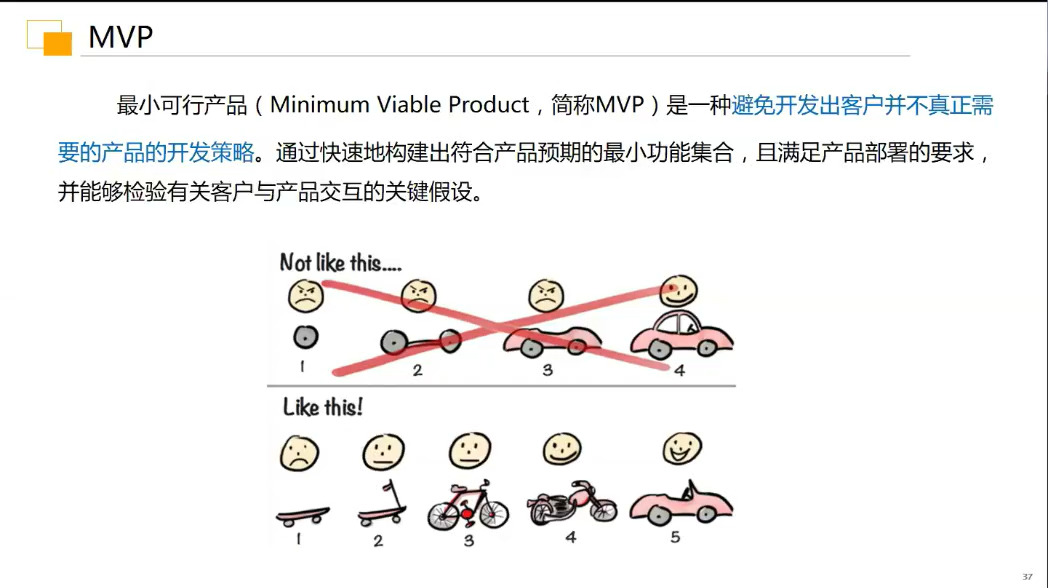 MVP
最小可行产品（Minimum Viable Product，简称MVP）是一种避免开发出客户并不真正需
要的产品的开发策略。通过快速地构建出符合产品预期的最小功能集合，且满足产品部署的要求，
并能够检验有关客户与产品交互的关键假设。
Not like this....
1 2 3 4
Like this!
1 2 3 4 5
37